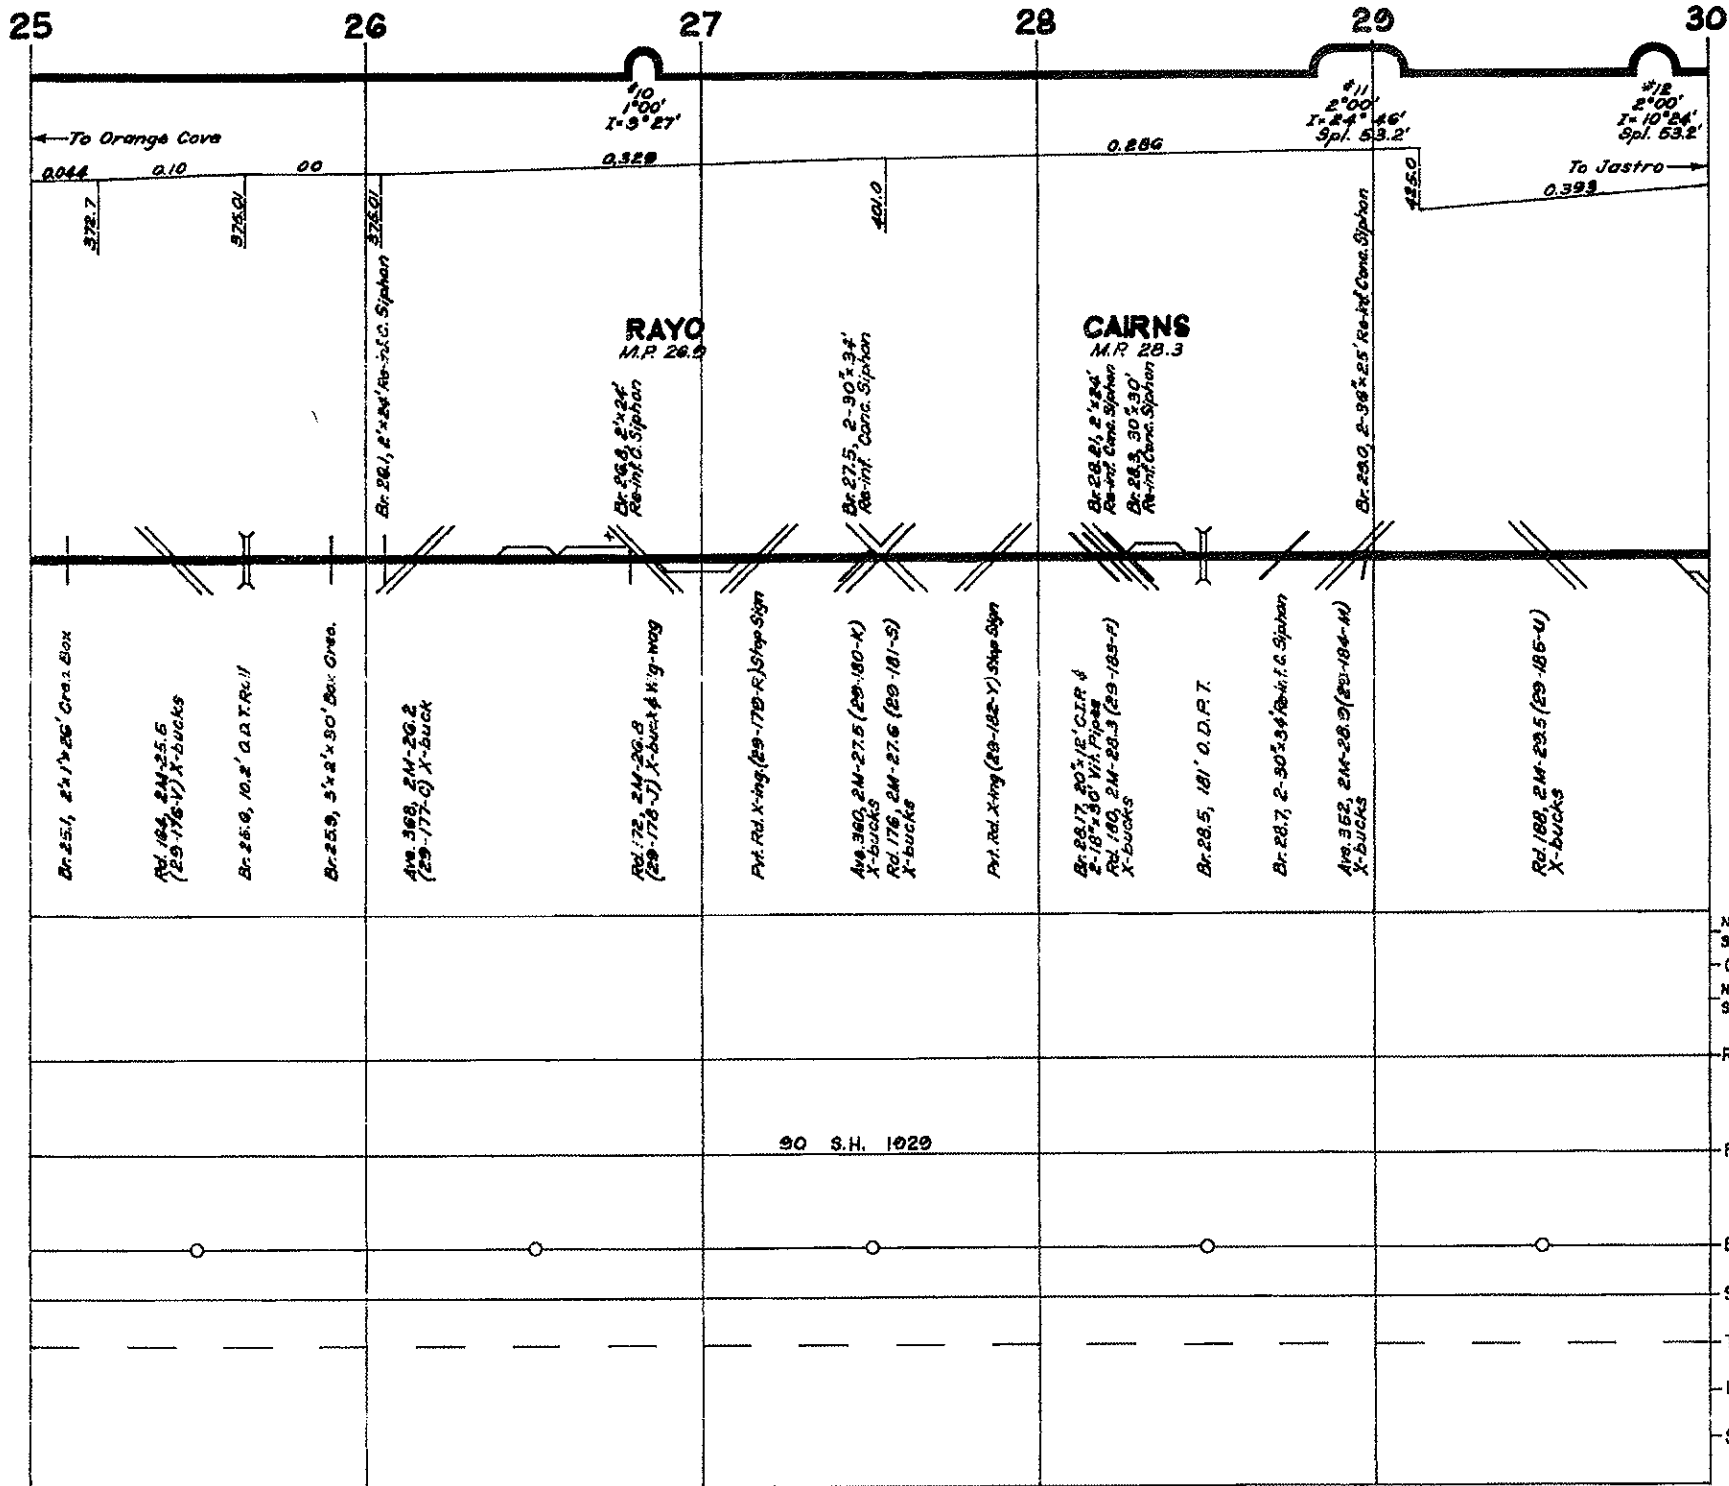 25 26 27 28 29 30
#10
1°00'
I=3°27'
#11
2°00'
I=24°46'
Spl. 53.2'
#12
2°00'
I=10°24'
Spl. 53.2'
To Orange Cove
To Jastro
0.044 0.10 0.0 0.329 0.286 0.393
372.7
375.01
375.01
401.0
425.0
Br. 26.1, 2'x24' Re-inf. C. Siphon
RAYO
M.P. 26.9
Br. 26.8, 2'x24'
Re-inf. C. Siphon
Br. 27.5, 2-30"x34'
Re-inf. Conc. Siphon
CAIRNS
M.P. 28.3
Br. 28.21, 2'x24'
Re-inf. Conc. Siphon
Br. 28.3, 30"x30'
Re-inf. Conc. Siphon
Br. 29.0, 2-36"x25' Re-inf. Conc. Siphon
Br. 25.1, 2'x1'x26' Creo. Box
Rd. 164, 2M-25.5
(29-176-V) X-bucks
Br. 25.9, 3'x2'x30' Box Creo.
Ave. 368, 2M-26.2
(29-177-C) X-buck
Rd. 172, 2M-26.8
(29-178-J) X-buck & Wig-wag
Pvt. Rd. X-ing. (29-179-R) Stop Sign
Ave. 360, 2M-27.5 (29-180-K)
X-bucks
Rd. 176, 2M-27.6 (29-181-S)
X-bucks
Pvt. Rd. X-ing (29-182-Y) Stop Sign
Br. 28.17, 20"x12' C.I.P. &
2-18"x30' Vit. Pipes
Rd. 180, 2M-28.3 (29-183-F)
X-bucks
Br. 28.5, 181' O.D.P.T.
Br. 28.7, 2-30"x34' Re-inf. C. Siphon
Ave. 352, 2M-28.9 (29-184-M)
X-bucks
Rd. 188, 2M-29.5 (29-185-U)
X-bucks
90 S.H. 1929